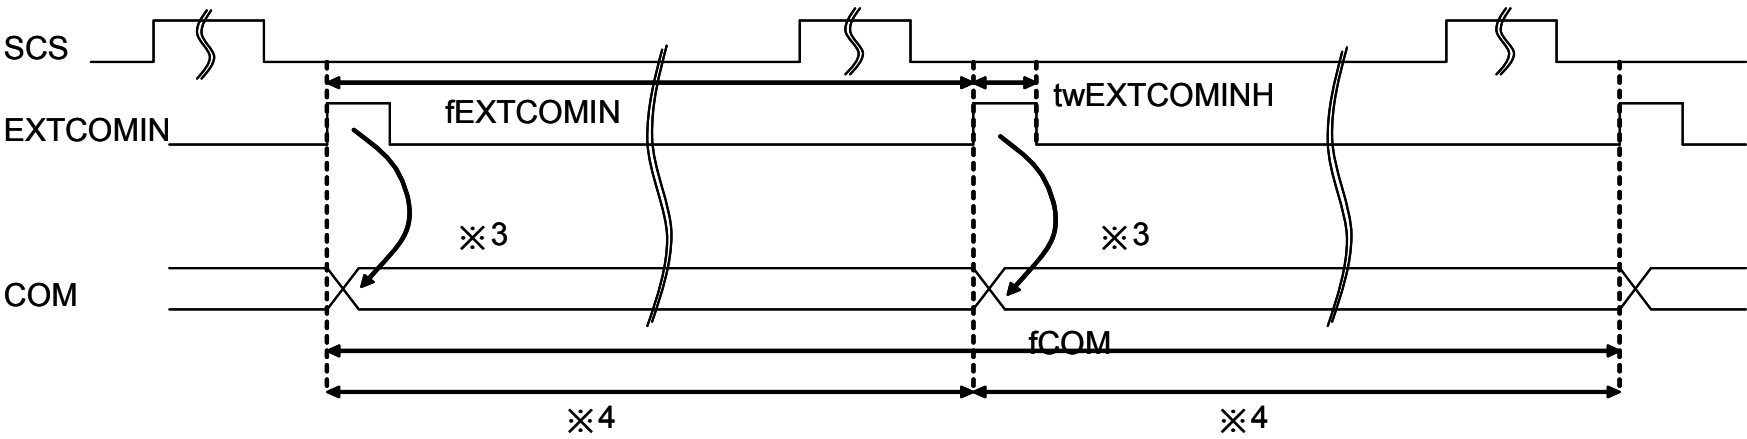 SCS
fEXTCOMIN
twEXTCOMINH
EXTCOMIN
※3
※3
COM
fCOM
※4
※4